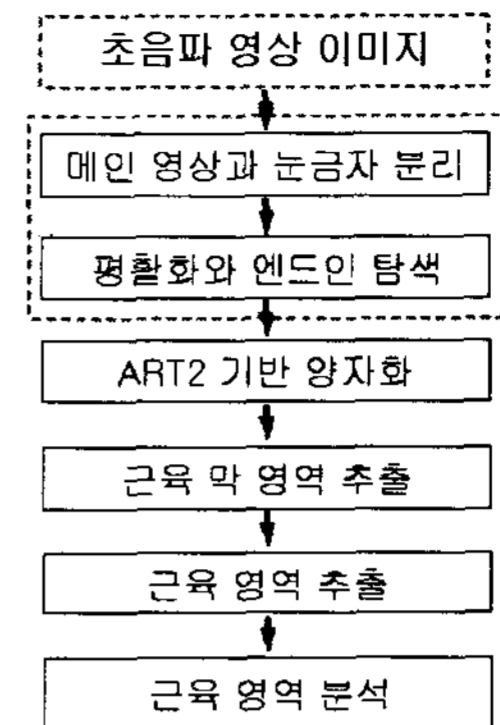 초음파 영상 이미지
메인 영상과 눈금자 분리
평활화와 엔드인 탐색
ART2 기반 양자화
근육 막 영역 추출
근육 영역 추출
근육 영역 분석